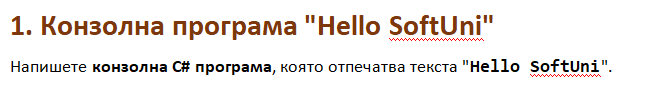 1. Конзолна програма "Hello SoftUni"
Напишете конзолна C# програма, която отпечатва текста "Hello SoftUni".